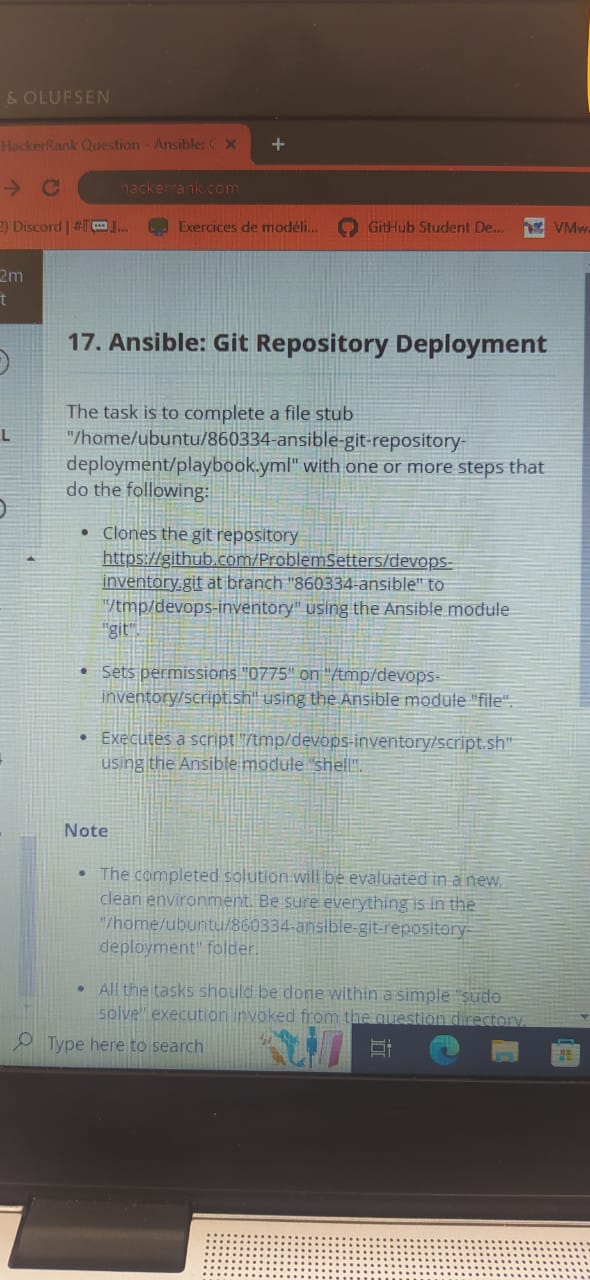 & OLUFSEN
HackerRank Question - Ansible: G
hackerrank.com
2) Discord | #
Exercices de modéli...
GitHub Student De...
VMwa
2m
t
L
17. Ansible: Git Repository Deployment
The task is to complete a file stub
"/home/ubuntu/860334-ansible-git-repository-
deployment/playbook.yml" with one or more steps that
do the following:
• Clones the git repository
https://github.com/ProblemSetters/devops-
inventory.git at branch "860334-ansible" to
"/tmp/devops-inventory" using the Ansible module
"git".
• Sets permissions "0775" on "/tmp/devops-
inventory/script.sh" using the Ansible module "file".
• Executes a script "/tmp/devops-inventory/script.sh"
using the Ansible module "shell".
Note
• The completed solution will be evaluated in a new,
clean environment. Be sure everything is in the
"/home/ubuntu/860334-ansible-git-repository-
deployment" folder.
• All the tasks should be done within a simple "sudo
solve" execution invoked from the question directory.
Type here to search